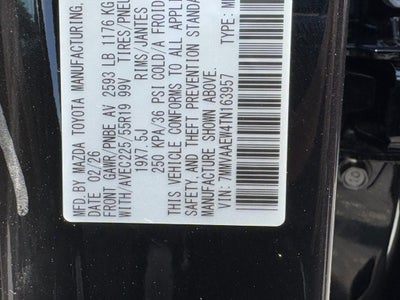 MFD. BY MAZDA TOYOTA MANUFACTURING,
02/26
FRONT GAWR/PNBE AV 2593 LB 1176 KG
WITH/AVEC225/55R19 99V TIRES/PNEU
19X7.5J RIMS/JANTES
250 KPA/36 PSI COLD/A FROID
THIS VEHICLE CONFORMS TO ALL APPLI
SAFETY AND THEFT PREVENTION
MANUFACTURE SHOWN ABOVE.
VIN:7MMVAAEW4TN163957 TYPE:M